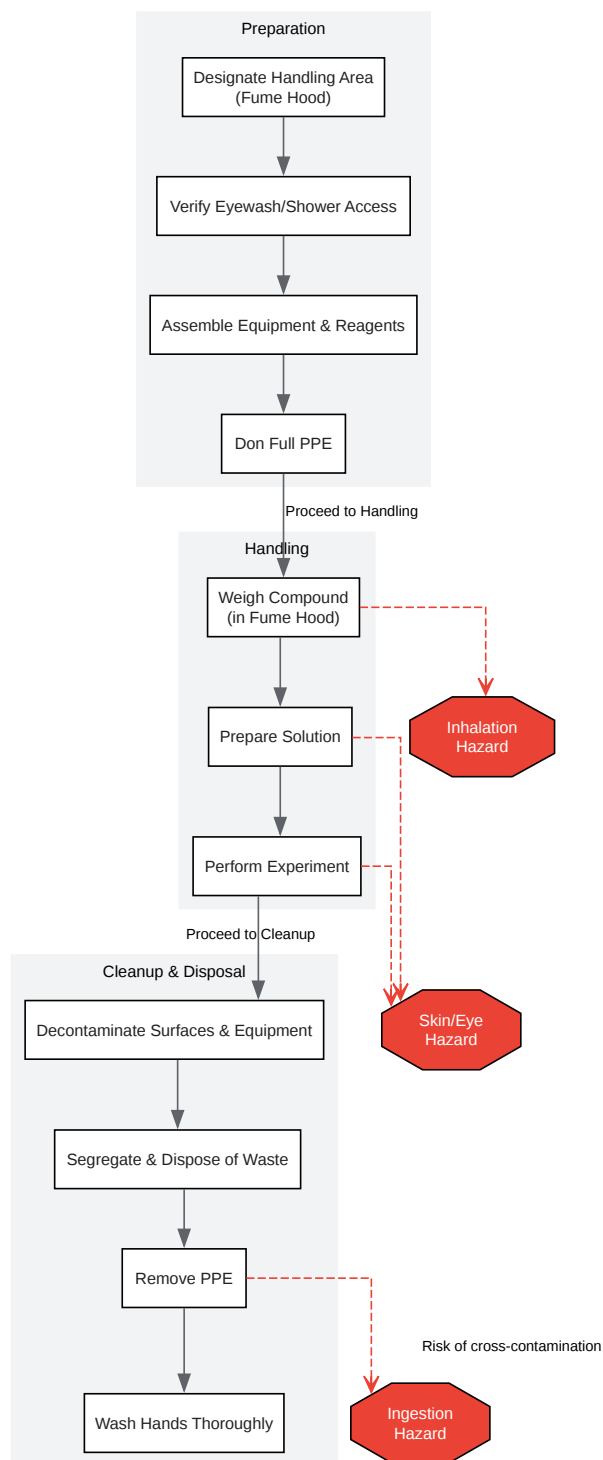 Preparation
Designate Handling Area
(Fume Hood)
Verify Eyewash/Shower Access
Assemble Equipment & Reagents
Don Full PPE
Proceed to Handling
Handling
Weigh Compound
(in Fume Hood)
Inhalation
Hazard
Prepare Solution
Perform Experiment
Proceed to Cleanup
Cleanup & Disposal
Skin/Eye
Hazard
Decontaminate Surfaces & Equipment
Segregate & Dispose of Waste
Remove PPE
Risk of cross-contamination
Ingestion
Hazard
Wash Hands Thoroughly